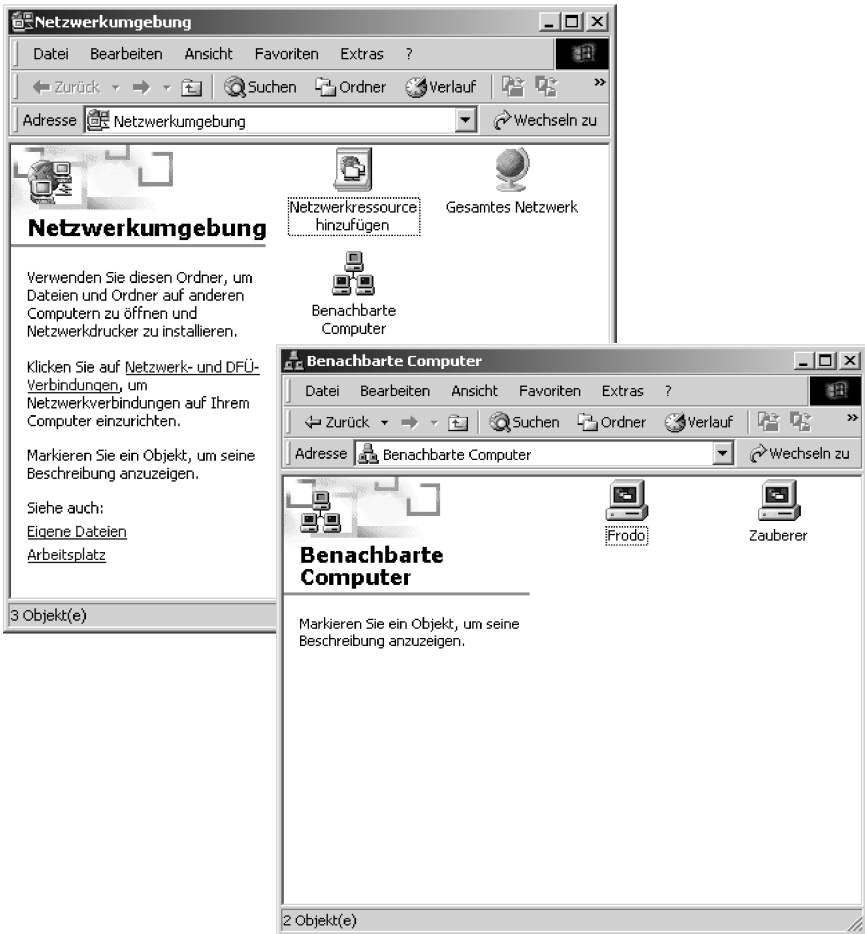 Netzwerkumgebung
Datei Bearbeiten Ansicht Favoriten Extras ?
Zurück Suchen Ordner Verlauf »
Adresse Netzwerkumgebung Wechseln zu
Netzwerkumgebung
Verwenden Sie diesen Ordner, um
Dateien und Ordner auf anderen
Computern zu öffnen und
Netzwerkdrucker zu installieren.
Klicken Sie auf Netzwerk- und DFÜ-
Verbindungen, um
Netzwerkverbindungen auf Ihrem
Computer einzurichten.
Markieren Sie ein Objekt, um seine
Beschreibung anzuzeigen.
Siehe auch:
Eigene Dateien
Arbeitsplatz
Netzwerkressource
hinzufügen
Gesamtes Netzwerk
Benachbarte
Computer
3 Objekt(e)
Benachbarte Computer
Datei Bearbeiten Ansicht Favoriten Extras ?
Zurück Suchen Ordner Verlauf »
Adresse Benachbarte Computer Wechseln zu
Benachbarte
Computer
Markieren Sie ein Objekt, um seine
Beschreibung anzuzeigen.
Frodo
Zauberer
2 Objekt(e)